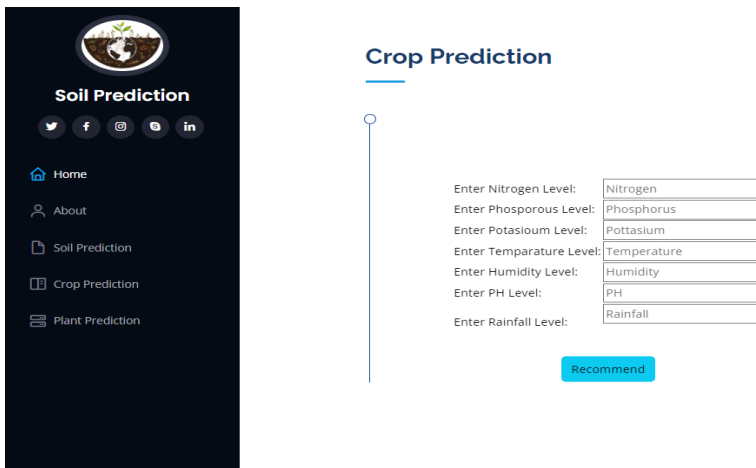 Soil Prediction
Home
About
Soil Prediction
Crop Prediction
Plant Prediction
Crop Prediction
Enter Nitrogen Level: Nitrogen
Enter Phosporous Level: Phosphorus
Enter Potasioum Level: Pottasium
Enter Temparature Level: Temperature
Enter Humidity Level: Humidity
Enter PH Level: PH
Enter Rainfall Level: Rainfall
Recommend